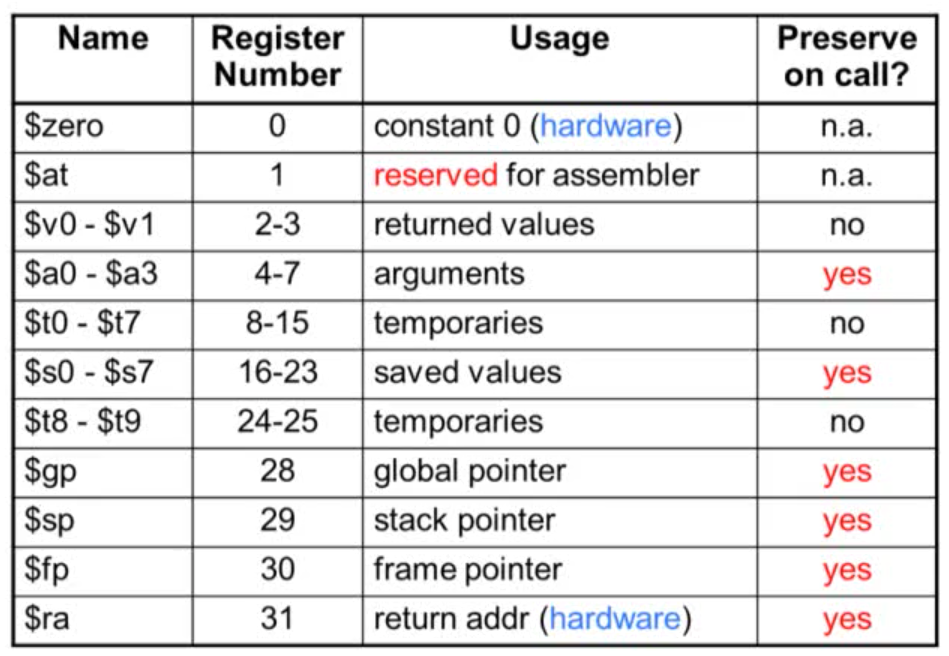 Name Register Number Usage Preserve on call?
$zero 0 constant 0 (hardware) n.a.
$at 1 reserved for assembler n.a.
$v0 - $v1 2-3 returned values no
$a0 - $a3 4-7 arguments yes
$t0 - $t7 8-15 temporaries no
$s0 - $s7 16-23 saved values yes
$t8 - $t9 24-25 temporaries no
$gp 28 global pointer yes
$sp 29 stack pointer yes
$fp 30 frame pointer yes
$ra 31 return addr (hardware) yes